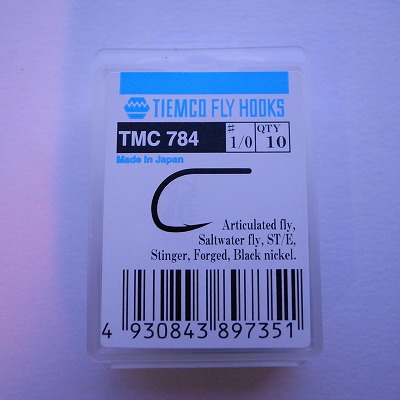 TIEMCO FLY HOOKS
TMC 784 # 1/0 QTY 10
Made in Japan
Articulated fly,
Saltwater fly, ST/E,
Stinger, Forged, Black nickel.
4 930843 897351